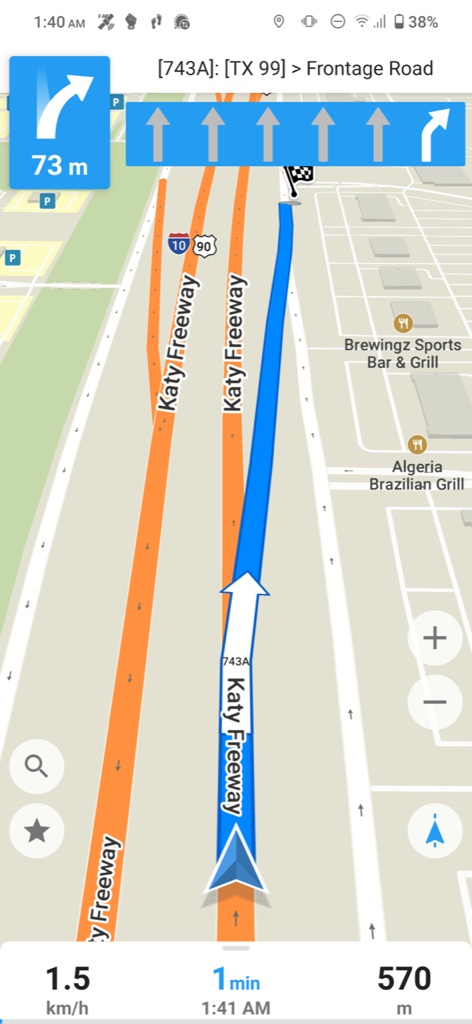 1:40 AM
38%
[743A]: [TX 99] > Frontage Road
73 m
P
P
P
10
90
Katy Freeway
Katy Freeway
Brewingz Sports
Bar & Grill
Algeria
Brazilian Grill
743A
Katy Freeway
ty Freeway
1.5
1 min
570
km/h
1:41 AM
m